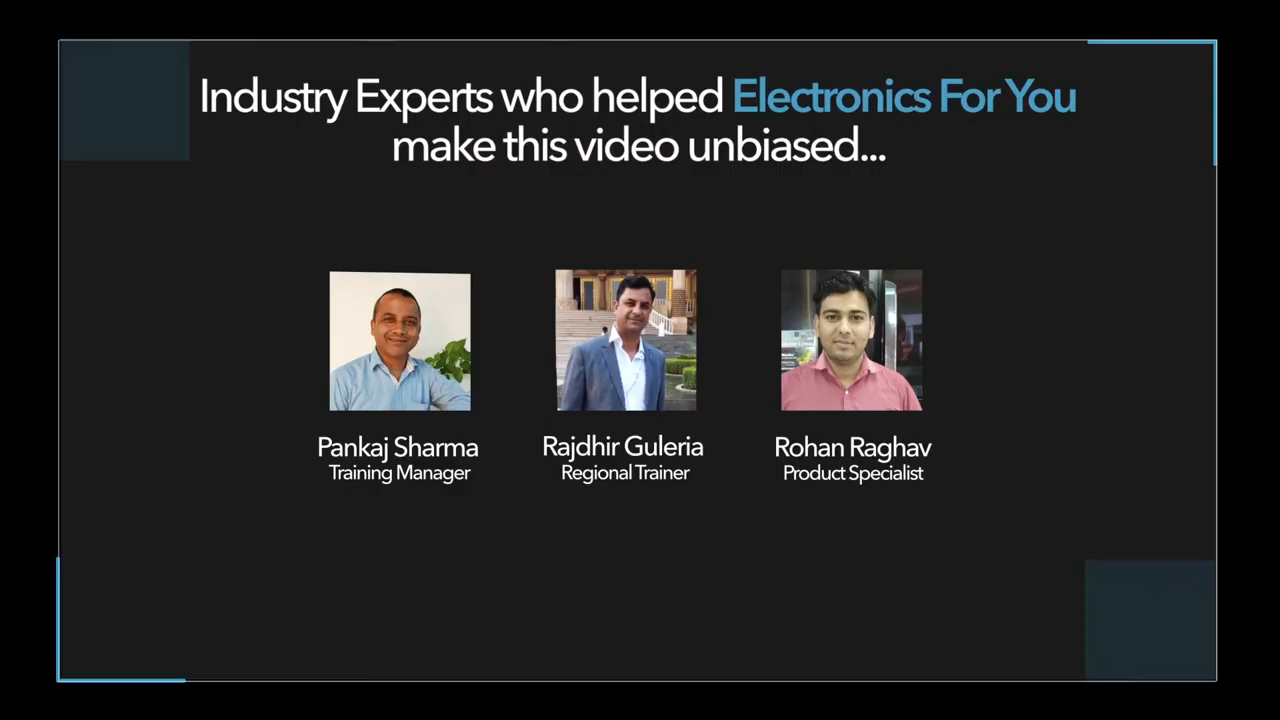 Industry Experts who helped Electronics For You
make this video unbiased...
Pankaj Sharma
Training Manager
Rajdhir Guleria
Regional Trainer
Rohan Raghav
Product Specialist